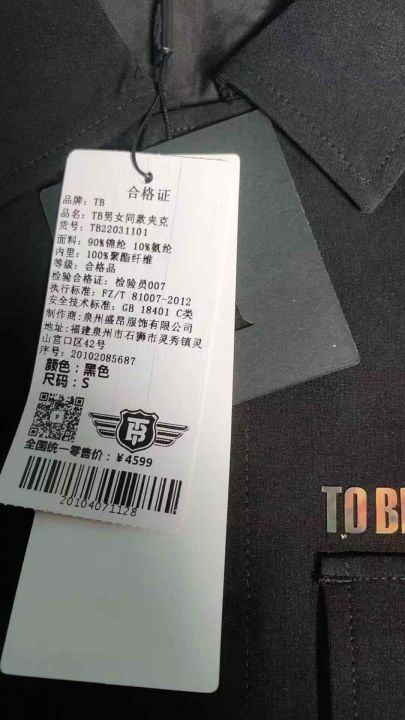 合格证
品牌：TB
品名：TB男女同款夹克
货号：TB22031101
面料：90%锦纶 10%氨纶
内里：100%聚酯纤维
等级：合格品
检验合格证：检验员007
执行标准：FZ/T 81007-2012
安全技术标准：GB 18401 C类
制作商：泉州盛昂服饰有限公司
地址：福建泉州市石狮市灵秀镇灵
山宫口区42号
序号：20102085687
颜色：黑色
尺码：S
全国统一零售价：￥4599
20104071128
TO B